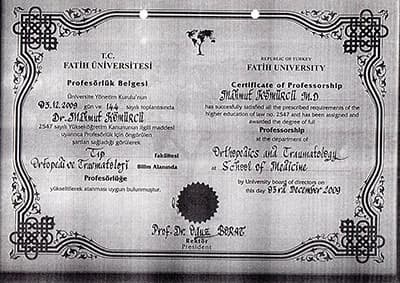 T.C.
FATİH ÜNİVERSİTESİ
Profesörlük Belgesi
Üniversite Yönetim Kurulu'nun
03.12.2009 gün ve 144 sayılı toplantısında
Dr. Mahmut KÖMÜRCÜ
2547 sayılı Yükseköğretim Kanununun ilgili maddesi
uyarınca Profesörlük için öngörülen
şartları sağladığı görülerek
Tıp Fakültesi
Ortopedi ve Travmatoloji Bilim Alanında
Profesörlüğe
yükseltilerek atanması uygun bulunmuştur.
REPUBLIC OF TURKEY
FATIH UNIVERSITY
Certificate of Professorship
Mahmut KÖMÜRCÜ M.D.
has successfully satisfied all the prescribed requirements of the
higher education of law no. 2547 and has been assigned and
awarded the degree of full
Professorship
at the department of
Orthopedics and Traumatology
at School of Medicine
by University board of directors on
this day 03rd December 2009
Prof. Dr.
Rektör
President